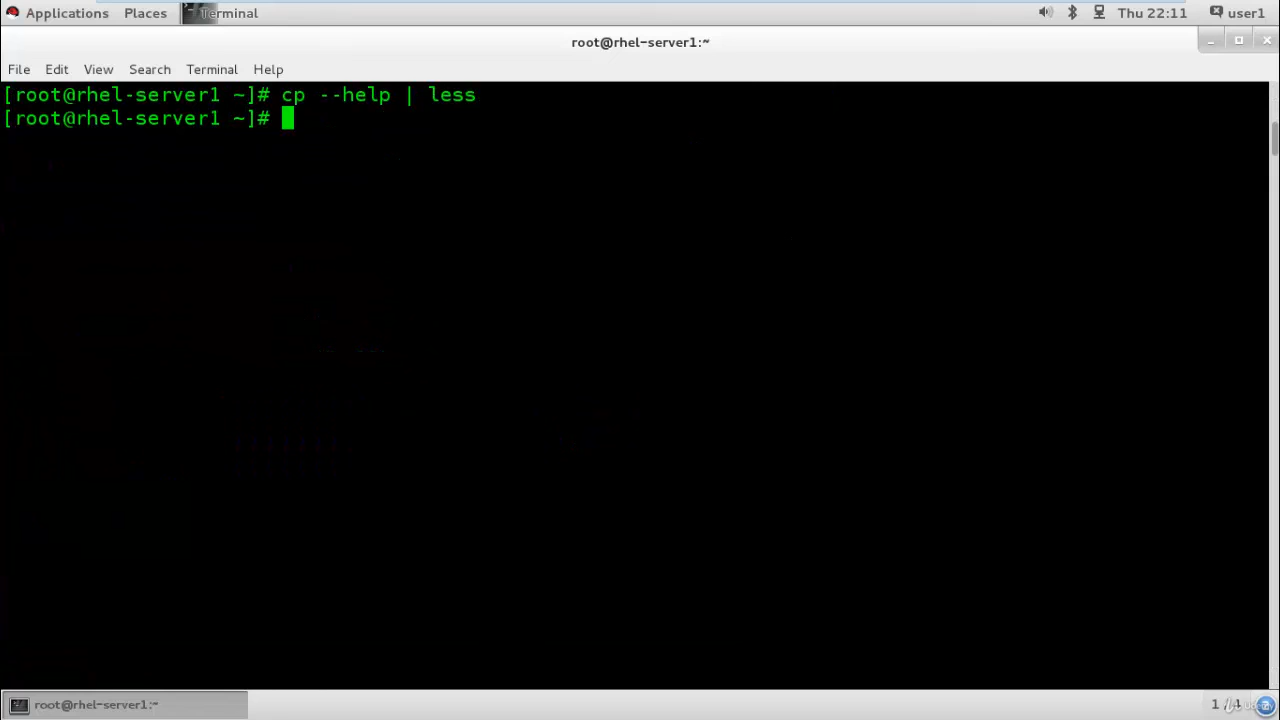 Applications Places Terminal Thu 22:11 user1
root@rhel-server1:~
File Edit View Search Terminal Help
[root@rhel-server1 ~]# cp --help | less
[root@rhel-server1 ~]#
root@rhel-server1:~